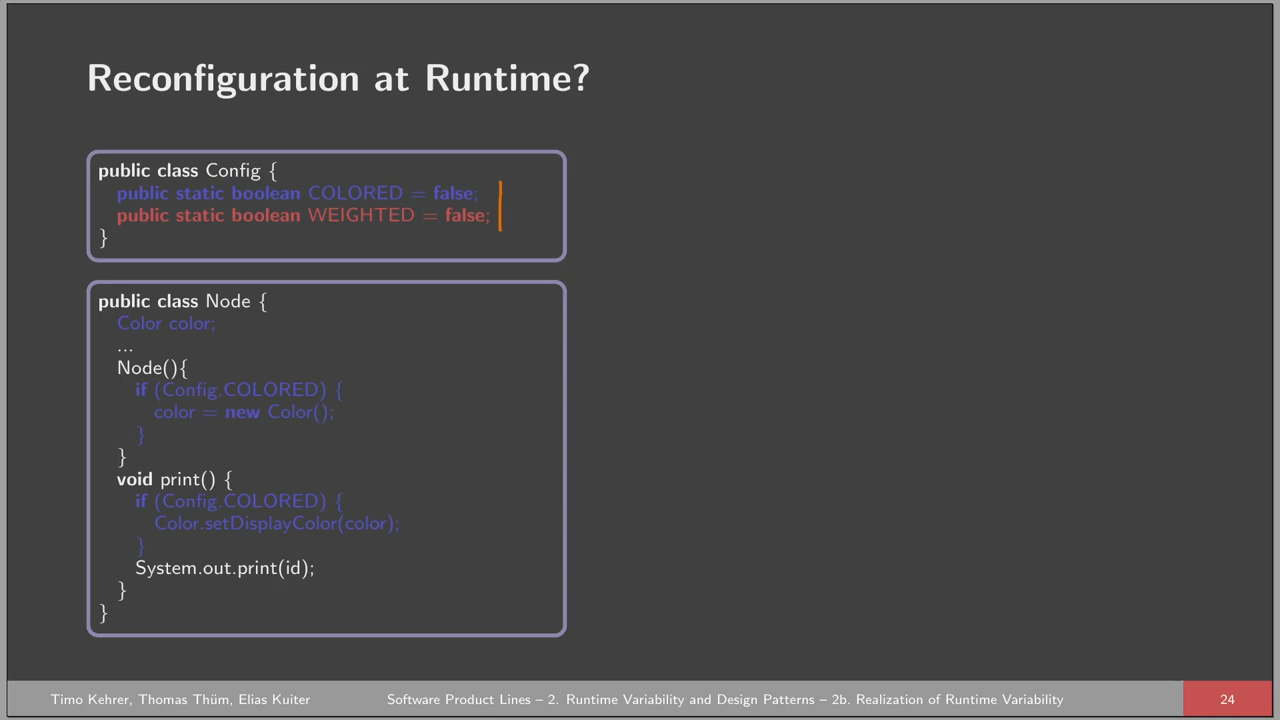 Reconfiguration at Runtime?
public class Config {
public static boolean COLORED = false;
public static boolean WEIGHTED = false;
}
public class Node {
Color color;
...
Node(){
if (Config.COLORED) {
color = new Color();
}
}
void print() {
if (Config.COLORED) {
Color.setDisplayColor(color);
}
System.out.print(id);
}
}
Timo Kehrer, Thomas Thüm, Elias Kuiter Software Product Lines – 2. Runtime Variability and Design Patterns – 2b. Realization of Runtime Variability 24